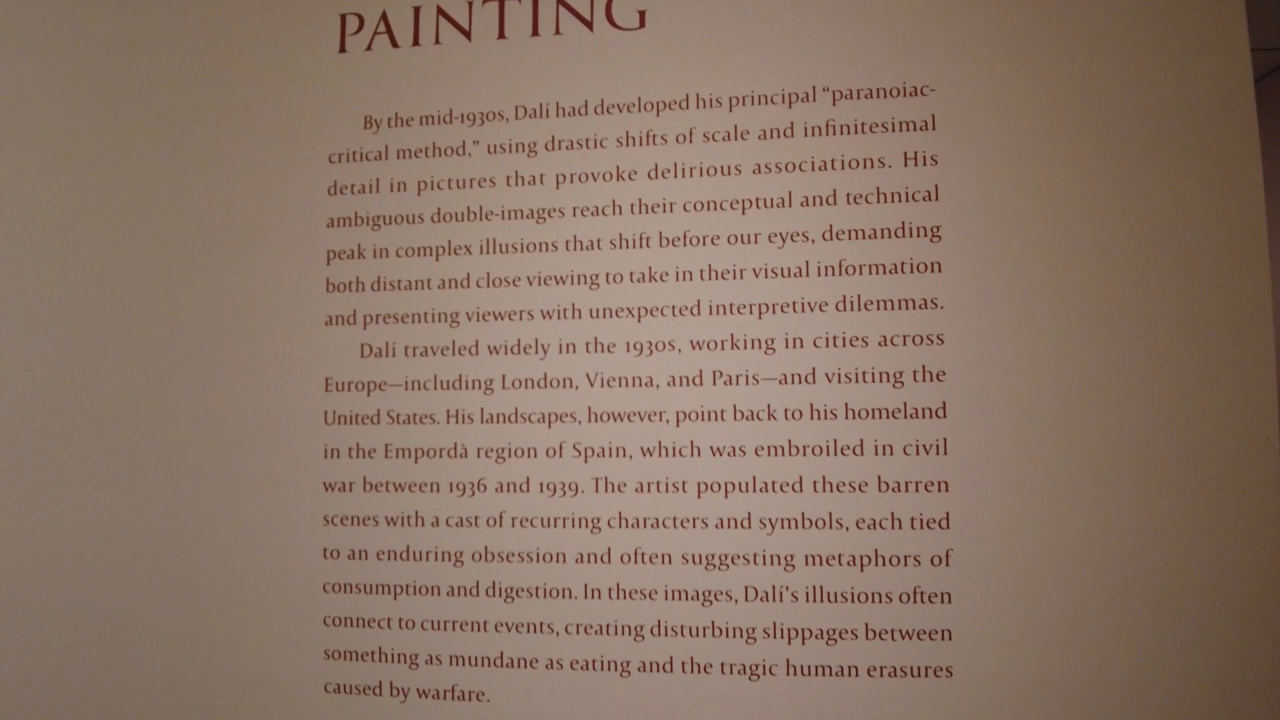 PAINTING
By the mid-1930s, Dalí had developed his principal “paranoiac-
critical method,” using drastic shifts of scale and infinitesimal
detail in pictures that provoke delirious associations. His
ambiguous double-images reach their conceptual and technical
peak in complex illusions that shift before our eyes, demanding
both distant and close viewing to take in their visual information
and presenting viewers with unexpected interpretive dilemmas.
Dalí traveled widely in the 1930s, working in cities across
Europe—including London, Vienna, and Paris—and visiting the
United States. His landscapes, however, point back to his homeland
in the Empordà region of Spain, which was embroiled in civil
war between 1936 and 1939. The artist populated these barren
scenes with a cast of recurring characters and symbols, each tied
to an enduring obsession and often suggesting metaphors of
consumption and digestion. In these images, Dalí's illusions often
connect to current events, creating disturbing slippages between
something as mundane as eating and the tragic human erasures
caused by warfare.